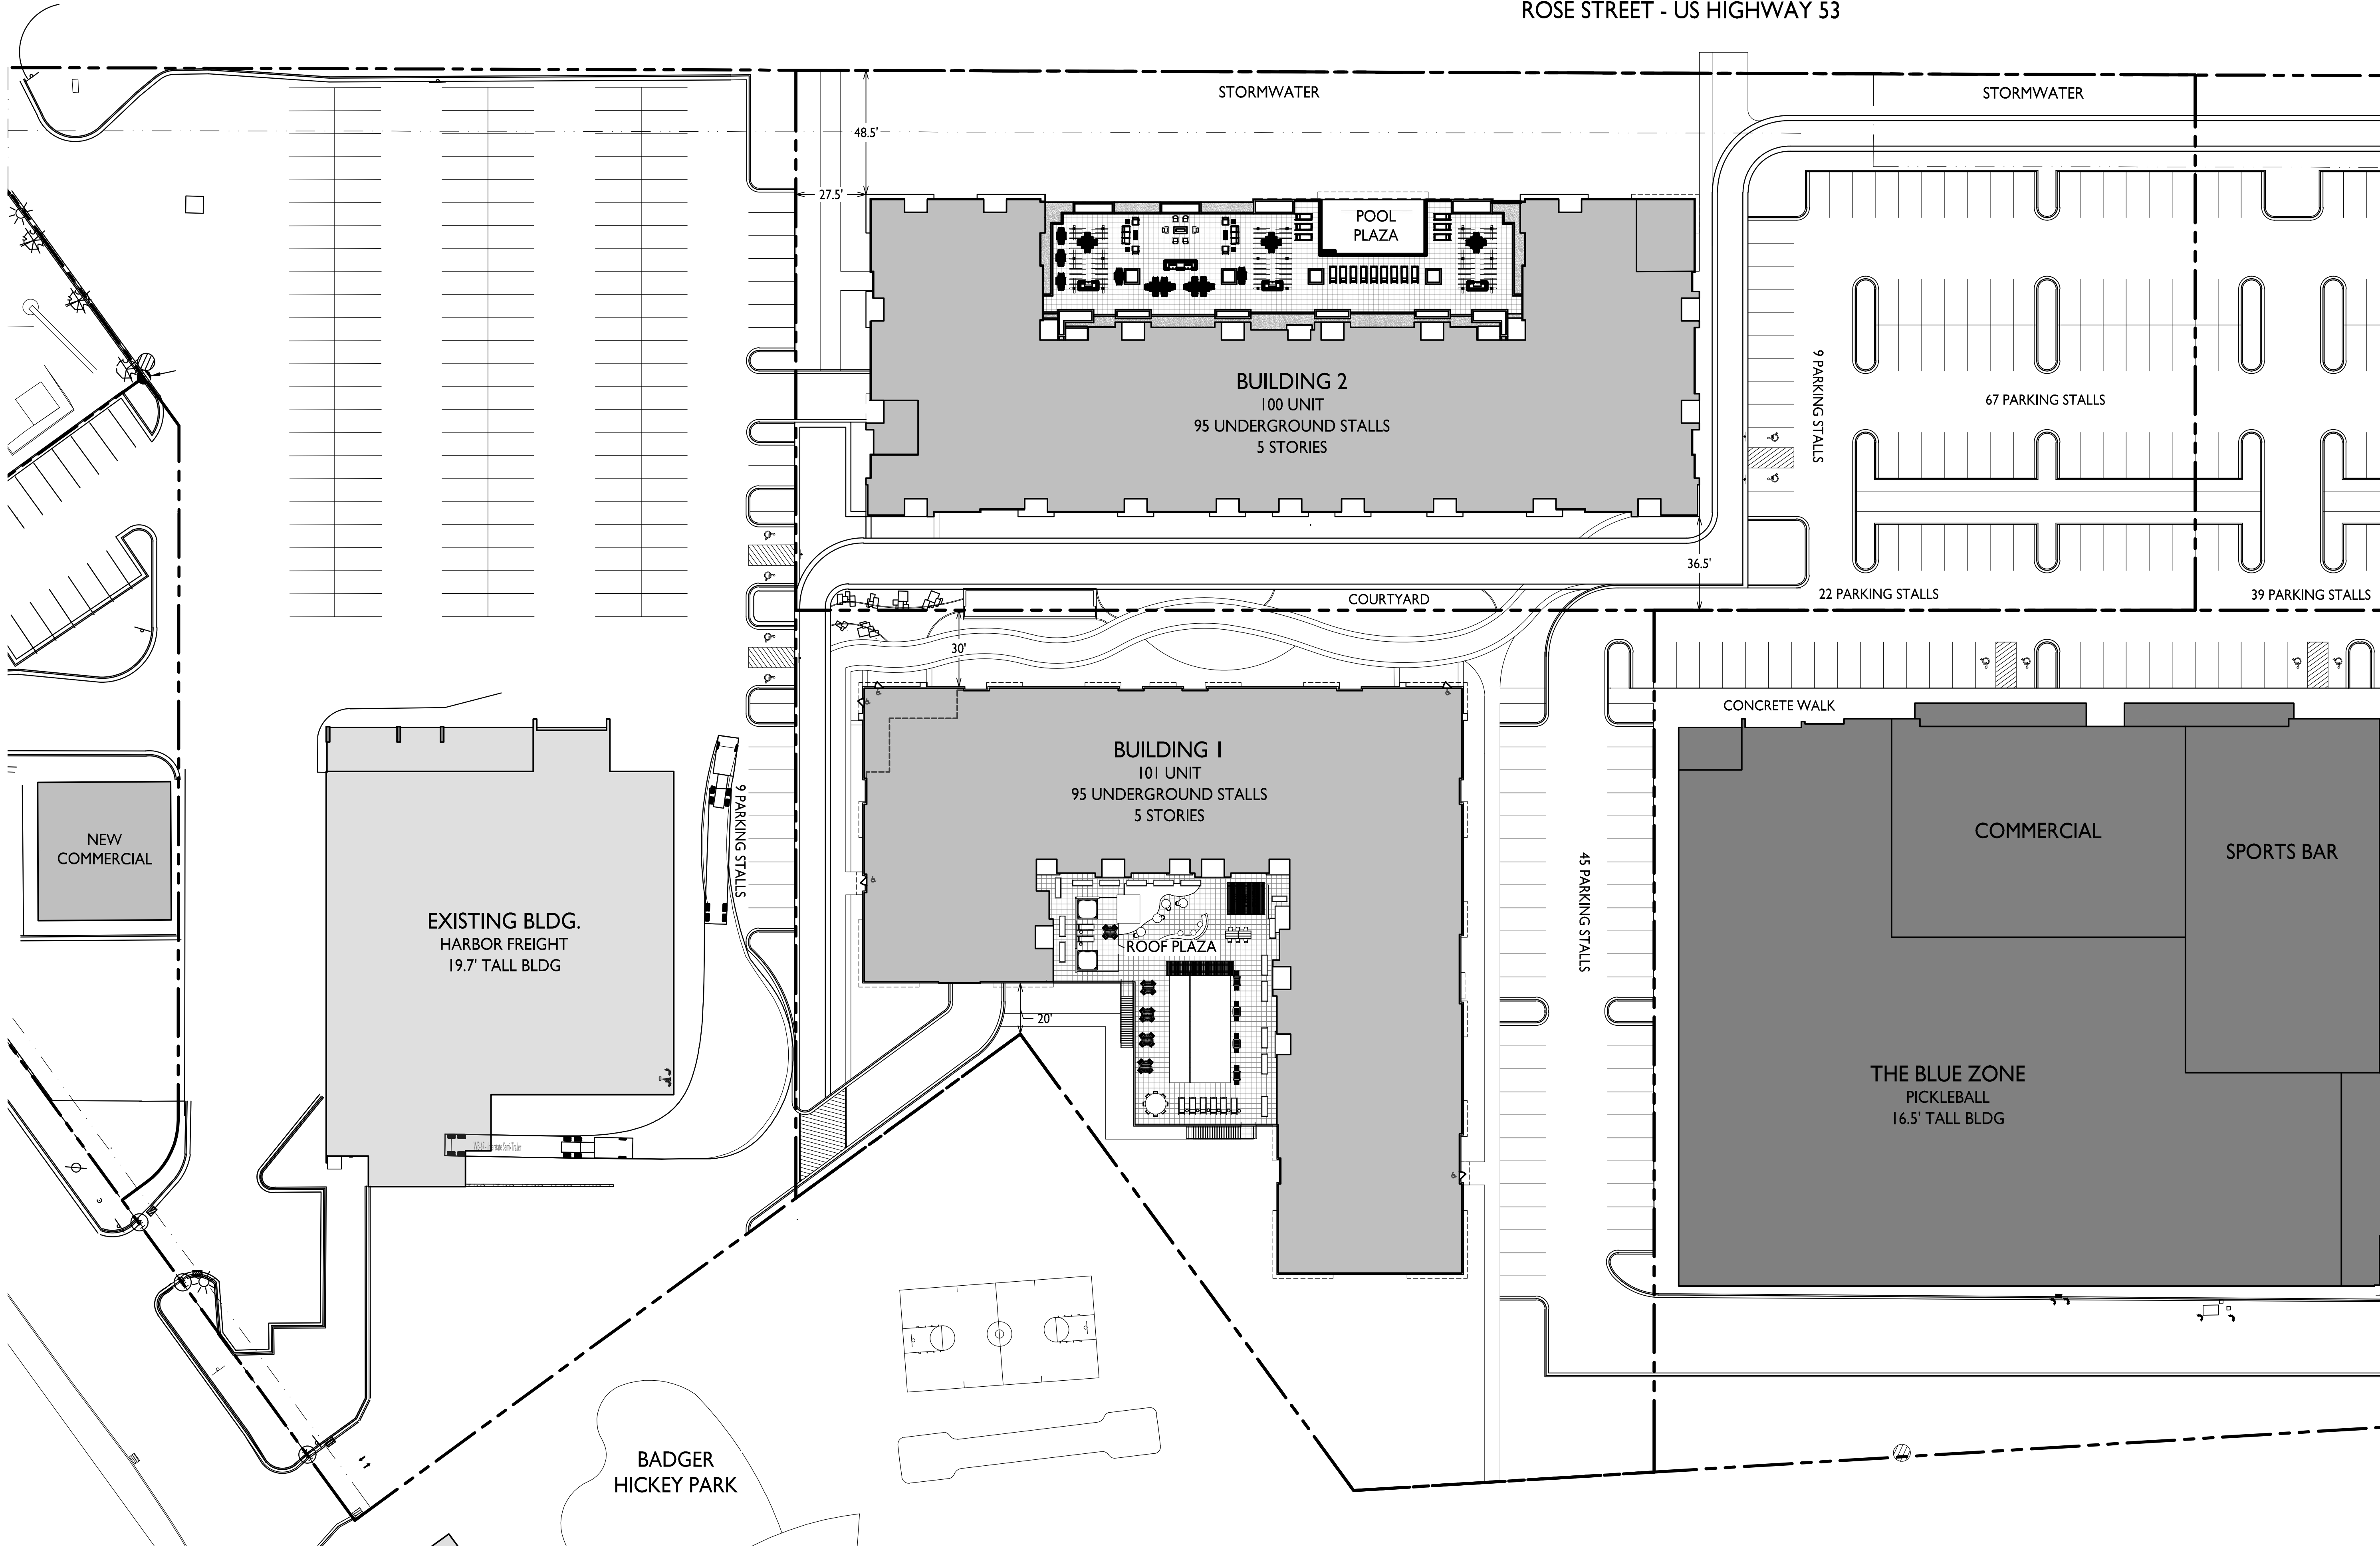 ROSE STREET - US HIGHWAY 53
STORMWATER
STORMWATER
48.5'
27.5'
POOL
PLAZA
BUILDING 2
100 UNIT
95 UNDERGROUND STALLS
5 STORIES
9 PARKING STALLS
67 PARKING STALLS
36.5'
22 PARKING STALLS
39 PARKING STALLS
COURTYARD
30'
CONCRETE WALK
BUILDING 1
101 UNIT
95 UNDERGROUND STALLS
5 STORIES
9 PARKING STALLS
45 PARKING STALLS
NEW
COMMERCIAL
EXISTING BLDG.
HARBOR FREIGHT
19.7' TALL BLDG
COMMERCIAL
SPORTS BAR
ROOF PLAZA
20'
THE BLUE ZONE
PICKLEBALL
16.5' TALL BLDG
BADGER
HICKEY PARK